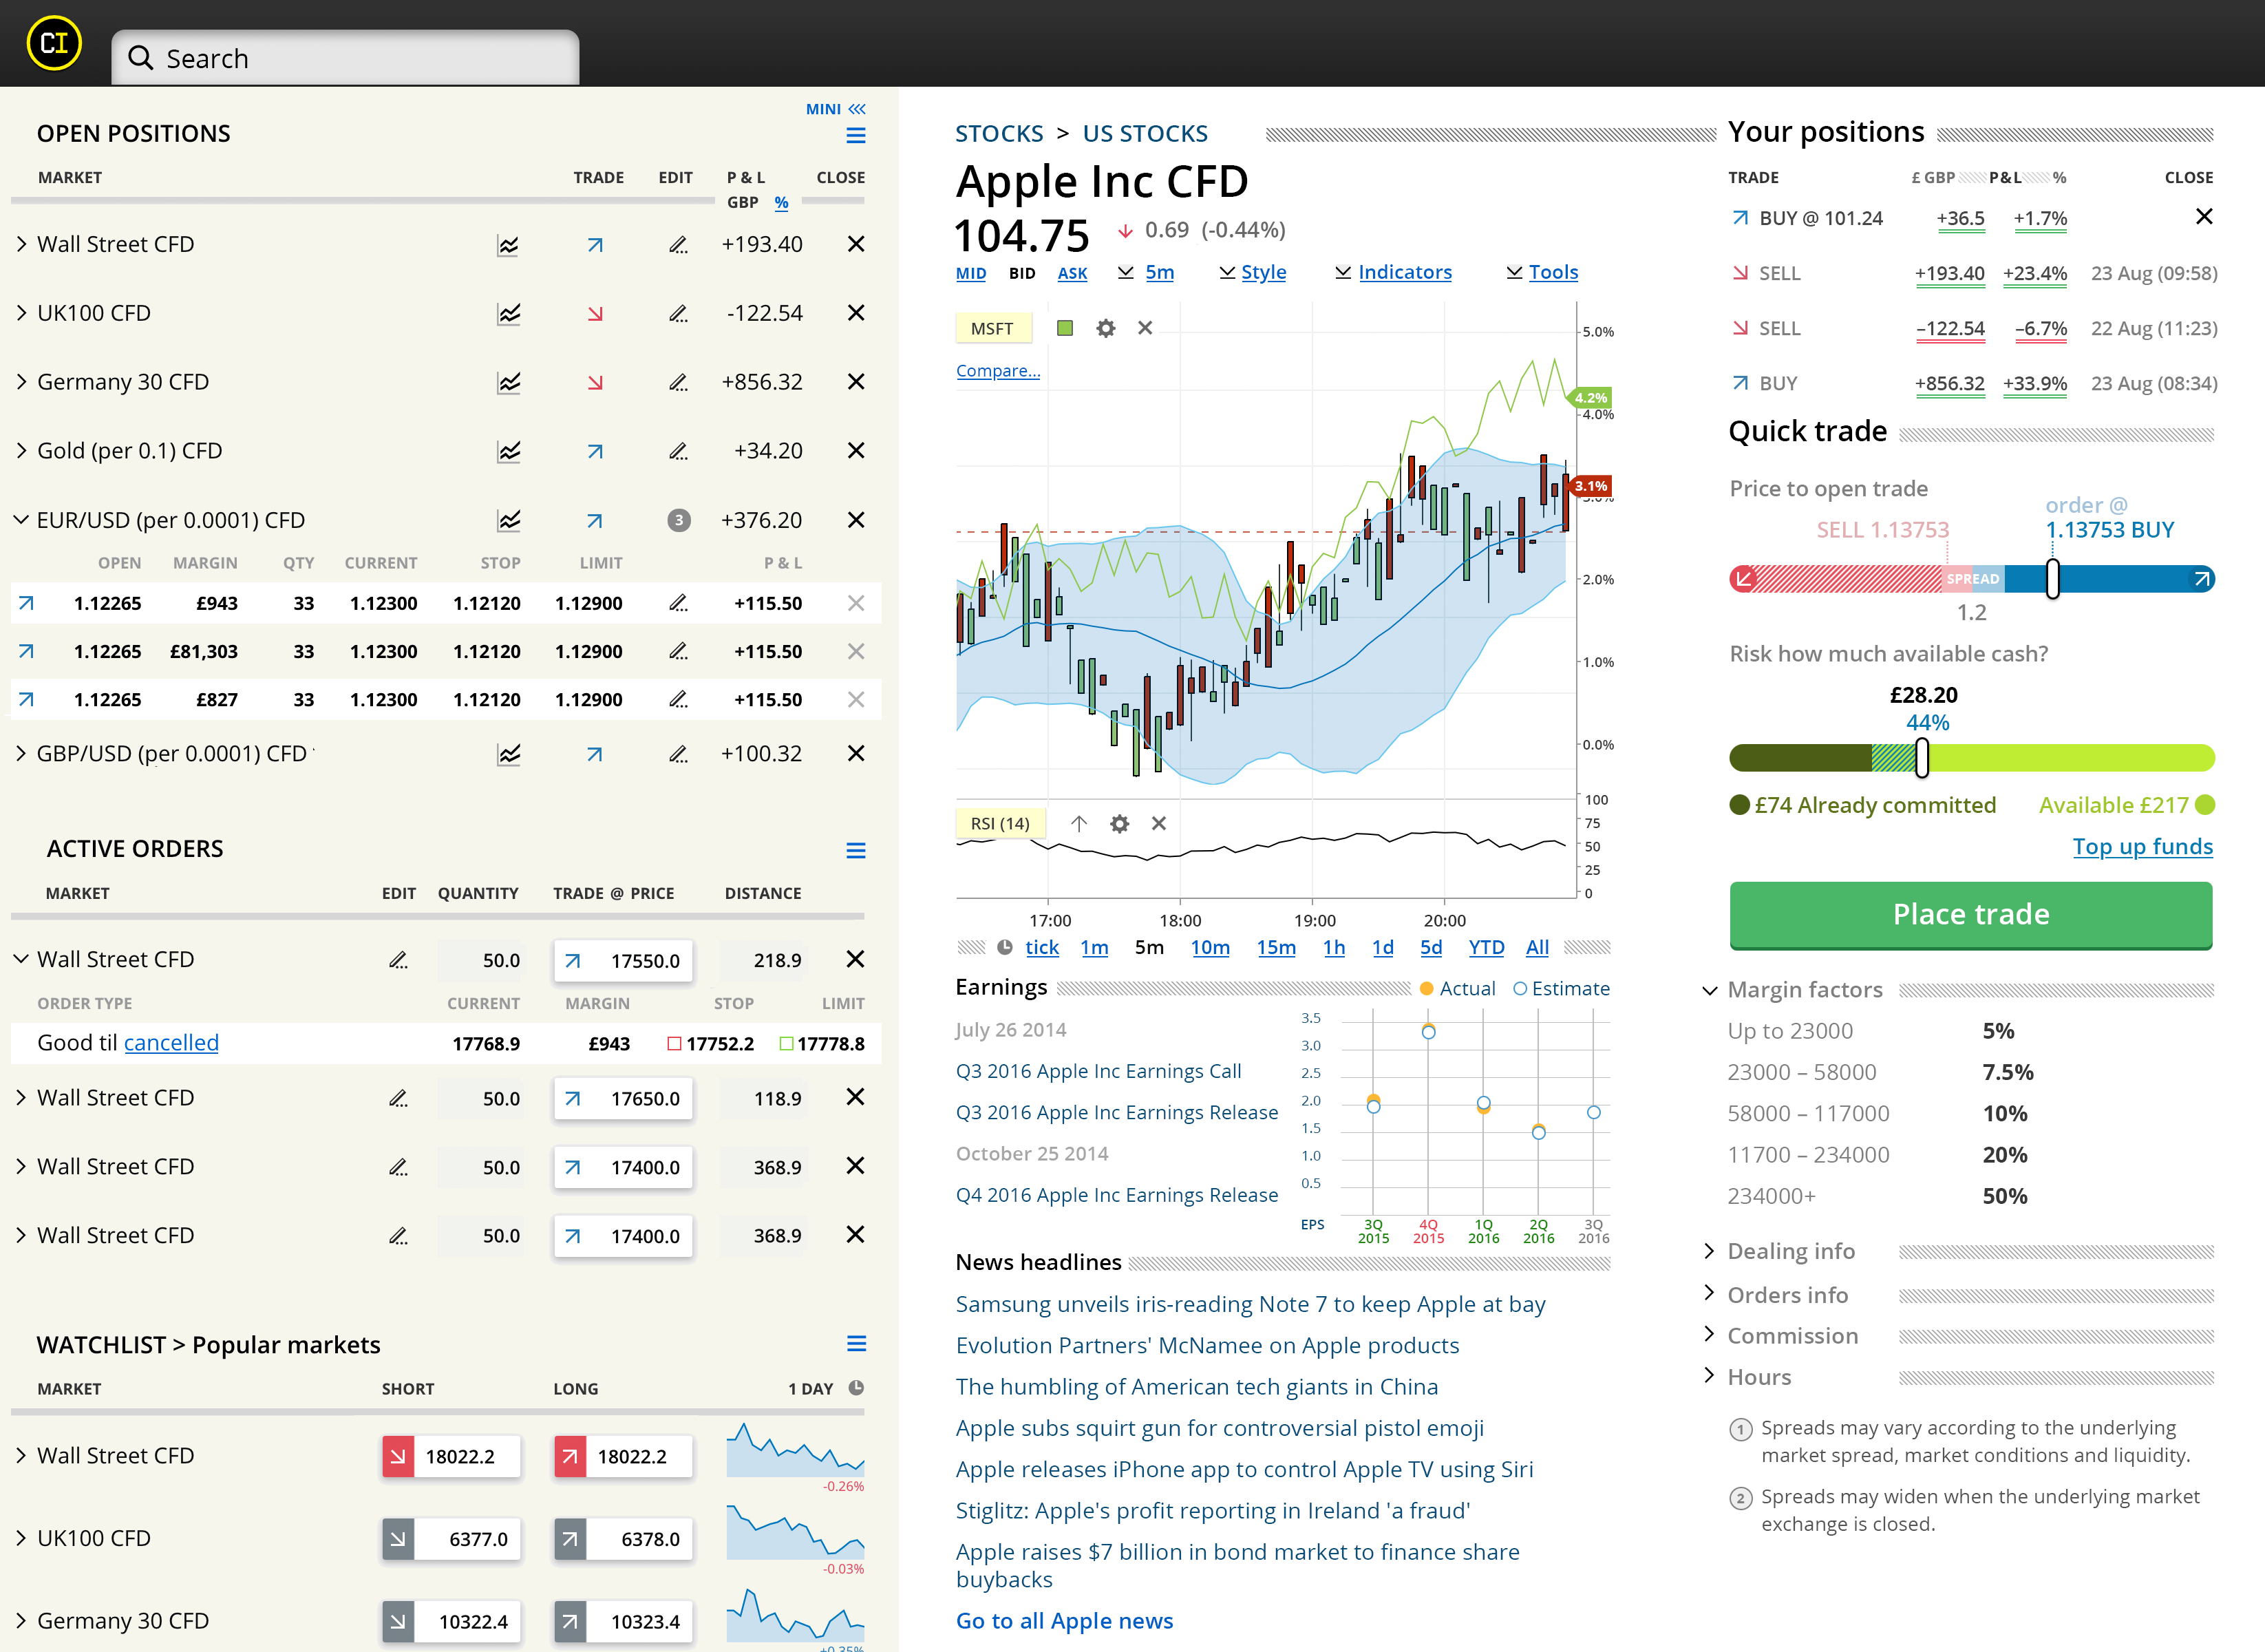 CI
Search
MINI
OPEN POSITIONS
MARKET TRADE EDIT P & L CLOSE
GBP %
Wall Street CFD +193.40
UK100 CFD -122.54
Germany 30 CFD +856.32
Gold (per 0.1) CFD +34.20
EUR/USD (per 0.0001) CFD 3 +376.20
OPEN MARGIN QTY CURRENT STOP LIMIT P & L
1.12265 £943 33 1.12300 1.12120 1.12900 +115.50
1.12265 £81,303 33 1.12300 1.12120 1.12900 +115.50
1.12265 £827 33 1.12300 1.12120 1.12900 +115.50
GBP/USD (per 0.0001) CFD +100.32
ACTIVE ORDERS
MARKET EDIT QUANTITY TRADE @ PRICE DISTANCE
Wall Street CFD 50.0 17550.0 218.9
ORDER TYPE CURRENT MARGIN STOP LIMIT
Good til cancelled 17768.9 £943 17752.2 17778.8
Wall Street CFD 50.0 17650.0 118.9
Wall Street CFD 50.0 17400.0 368.9
Wall Street CFD 50.0 17400.0 368.9
WATCHLIST > Popular markets
MARKET SHORT LONG 1 DAY
Wall Street CFD 18022.2 18022.2
-0.26%
UK100 CFD 6377.0 6378.0
-0.03%
Germany 30 CFD 10322.4 10323.4
STOCKS > US STOCKS
Apple Inc CFD
104.75 0.69 (-0.44%)
MID BID ASK 5m Style Indicators Tools
MSFT
Compare...
5.0%
4.2%
4.0%
3.1%
2.0%
1.0%
0.0%
RSI (14)
100
75
50
25
0
17:00 18:00 19:00 20:00
tick 1m 5m 10m 15m 1h 1d 5d YTD All
Earnings Actual Estimate
July 26 2014
Q3 2016 Apple Inc Earnings Call
Q3 2016 Apple Inc Earnings Release
October 25 2014
Q4 2016 Apple Inc Earnings Release
3.5
3.0
2.5
2.0
1.5
1.0
0.5
EPS 3Q 4Q 1Q 2Q 3Q
2015 2015 2016 2016 2016
News headlines
Samsung unveils iris-reading Note 7 to keep Apple at bay
Evolution Partners' McNamee on Apple products
The humbling of American tech giants in China
Apple subs squirt gun for controversial pistol emoji
Apple releases iPhone app to control Apple TV using Siri
Stiglitz: Apple's profit reporting in Ireland 'a fraud'
Apple raises $7 billion in bond market to finance share
buybacks
Go to all Apple news
Your positions
TRADE £ GBP P&L % CLOSE
BUY @ 101.24 +36.5 +1.7%
SELL +193.40 +23.4% 23 Aug (09:58)
SELL –122.54 –6.7% 22 Aug (11:23)
BUY +856.32 +33.9% 23 Aug (08:34)
Quick trade
Price to open trade
order @
SELL 1.13753 1.13753 BUY
SPREAD
1.2
Risk how much available cash?
£28.20
44%
£74 Already committed Available £217
Top up funds
Place trade
Margin factors
Up to 23000 5%
23000 – 58000 7.5%
58000 – 117000 10%
11700 – 234000 20%
234000+ 50%
Dealing info
Orders info
Commission
Hours
1 Spreads may vary according to the underlying
market spread, market conditions and liquidity.
2 Spreads may widen when the underlying market
exchange is closed.